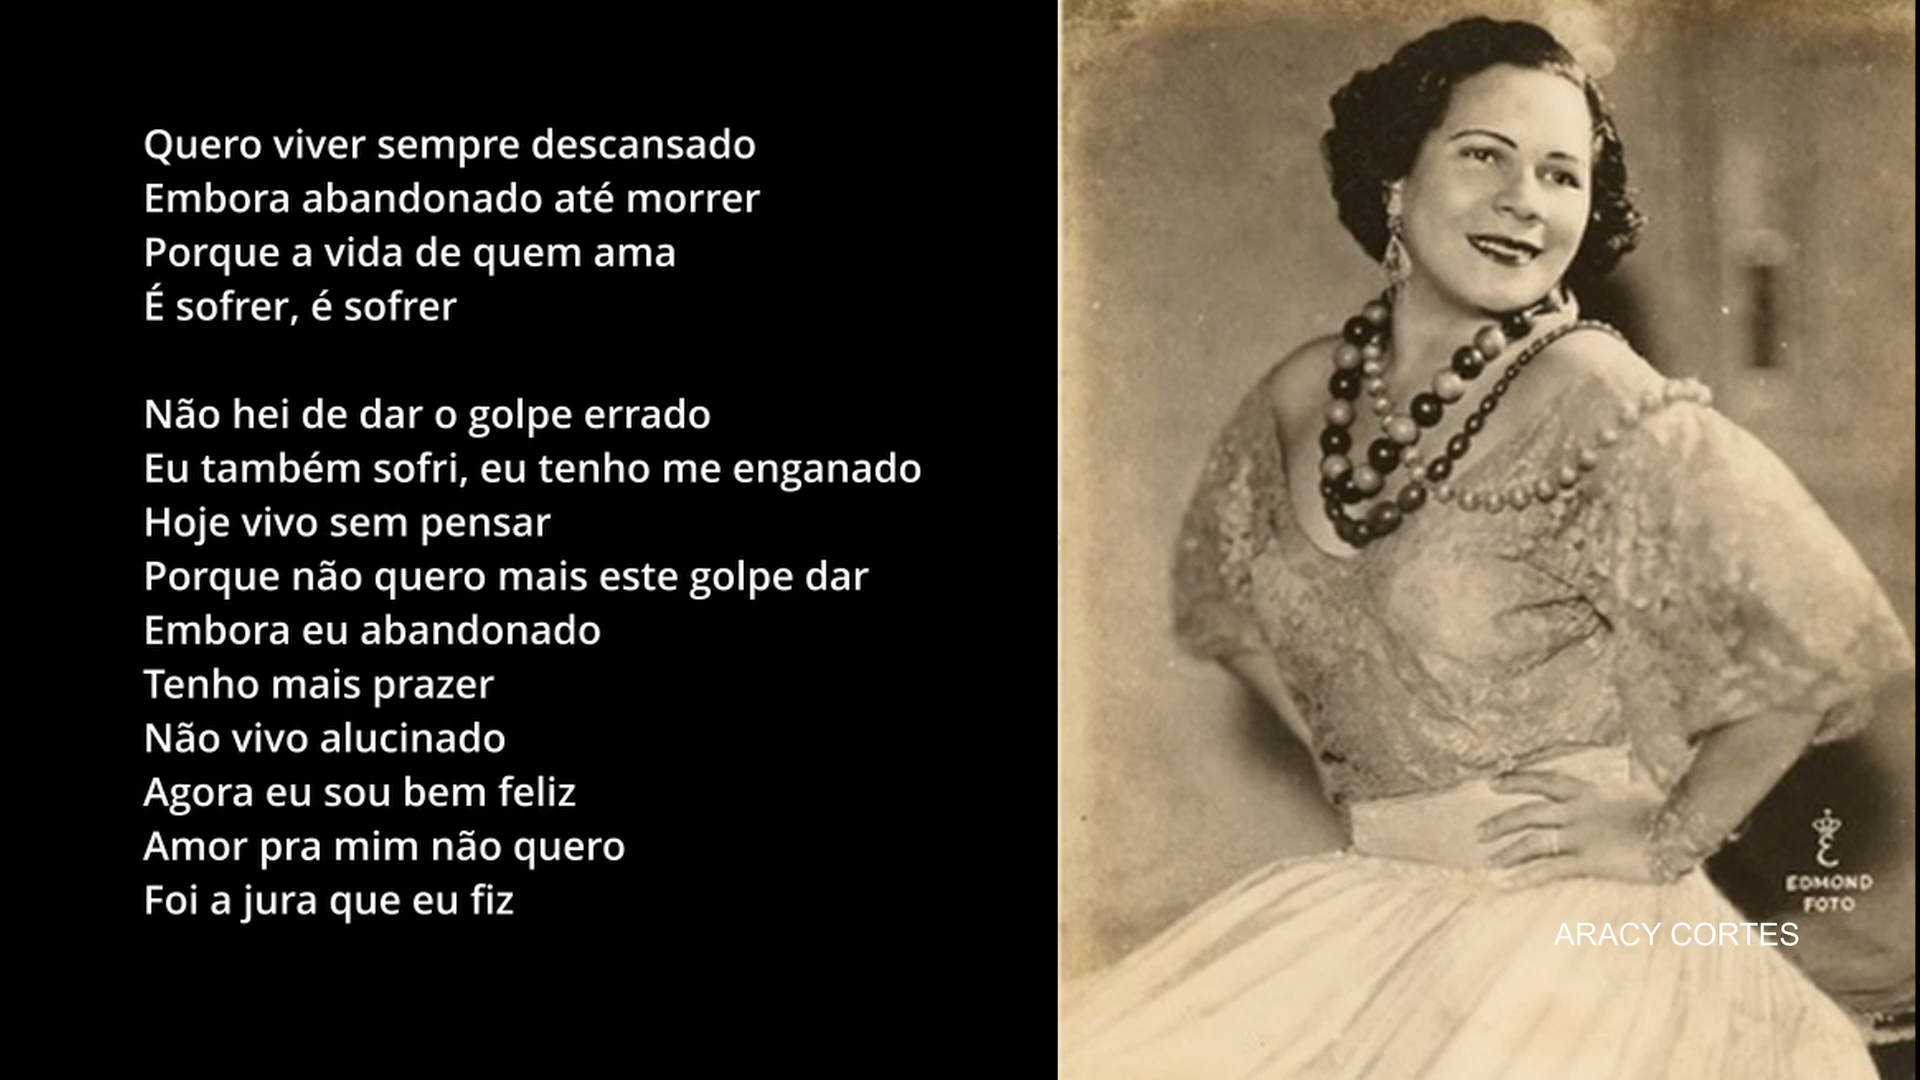 Quero viver sempre descansado
Embora abandonado até morrer
Porque a vida de quem ama
É sofrer, é sofrer
Não hei de dar o golpe errado
Eu também sofri, eu tenho me enganado
Hoje vivo sem pensar
Porque não quero mais este golpe dar
Embora eu abandonado
Tenho mais prazer
Não vivo alucinado
Agora eu sou bem feliz
Amor pra mim não quero
Foi a jura que eu fiz
EDMOND
FOTO
ARACY CORTES